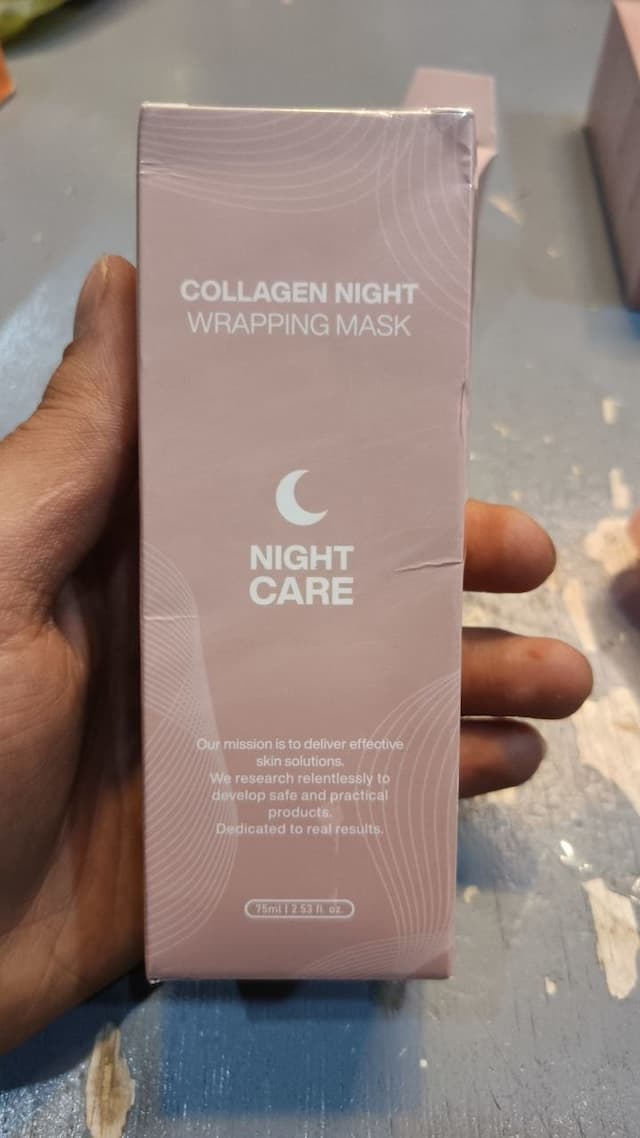 COLLAGEN NIGHT
WRAPPING MASK
NIGHT
CARE
Our mission is to deliver effective
skin solutions.
We research relentlessly to
develop safe and practical
products.
Dedicated to real results.
75ml | 2.53 fl. oz.